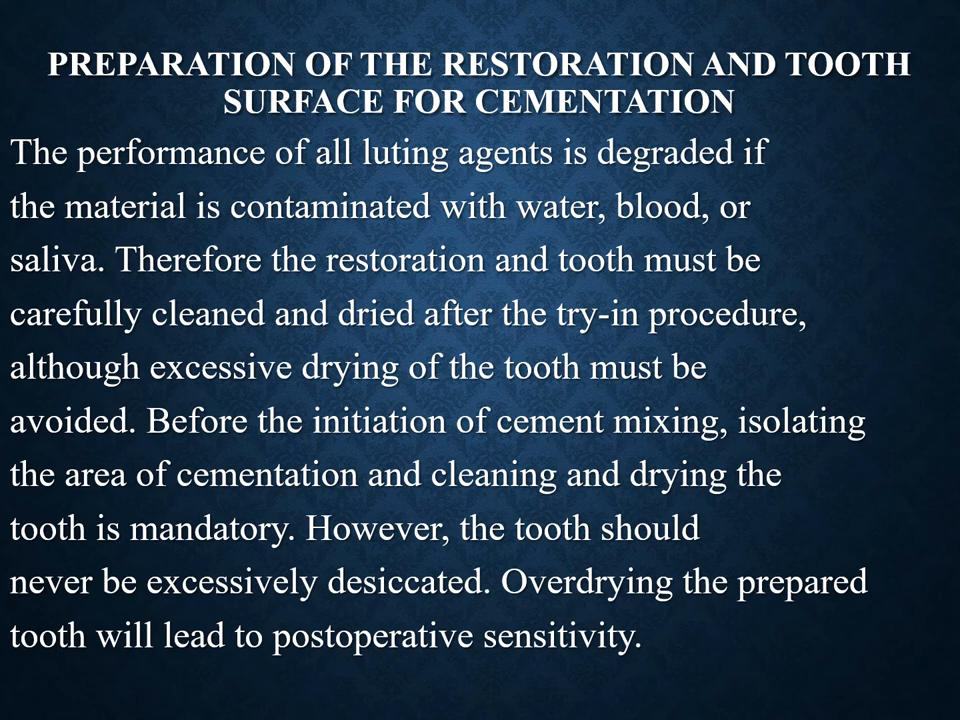 PREPARATION OF THE RESTORATION AND TOOTH
SURFACE FOR CEMENTATION
The performance of all luting agents is degraded if
the material is contaminated with water, blood, or
saliva. Therefore the restoration and tooth must be
carefully cleaned and dried after the try-in procedure,
although excessive drying of the tooth must be
avoided. Before the initiation of cement mixing, isolating
the area of cementation and cleaning and drying the
tooth is mandatory. However, the tooth should
never be excessively desiccated. Overdrying the prepared
tooth will lead to postoperative sensitivity.